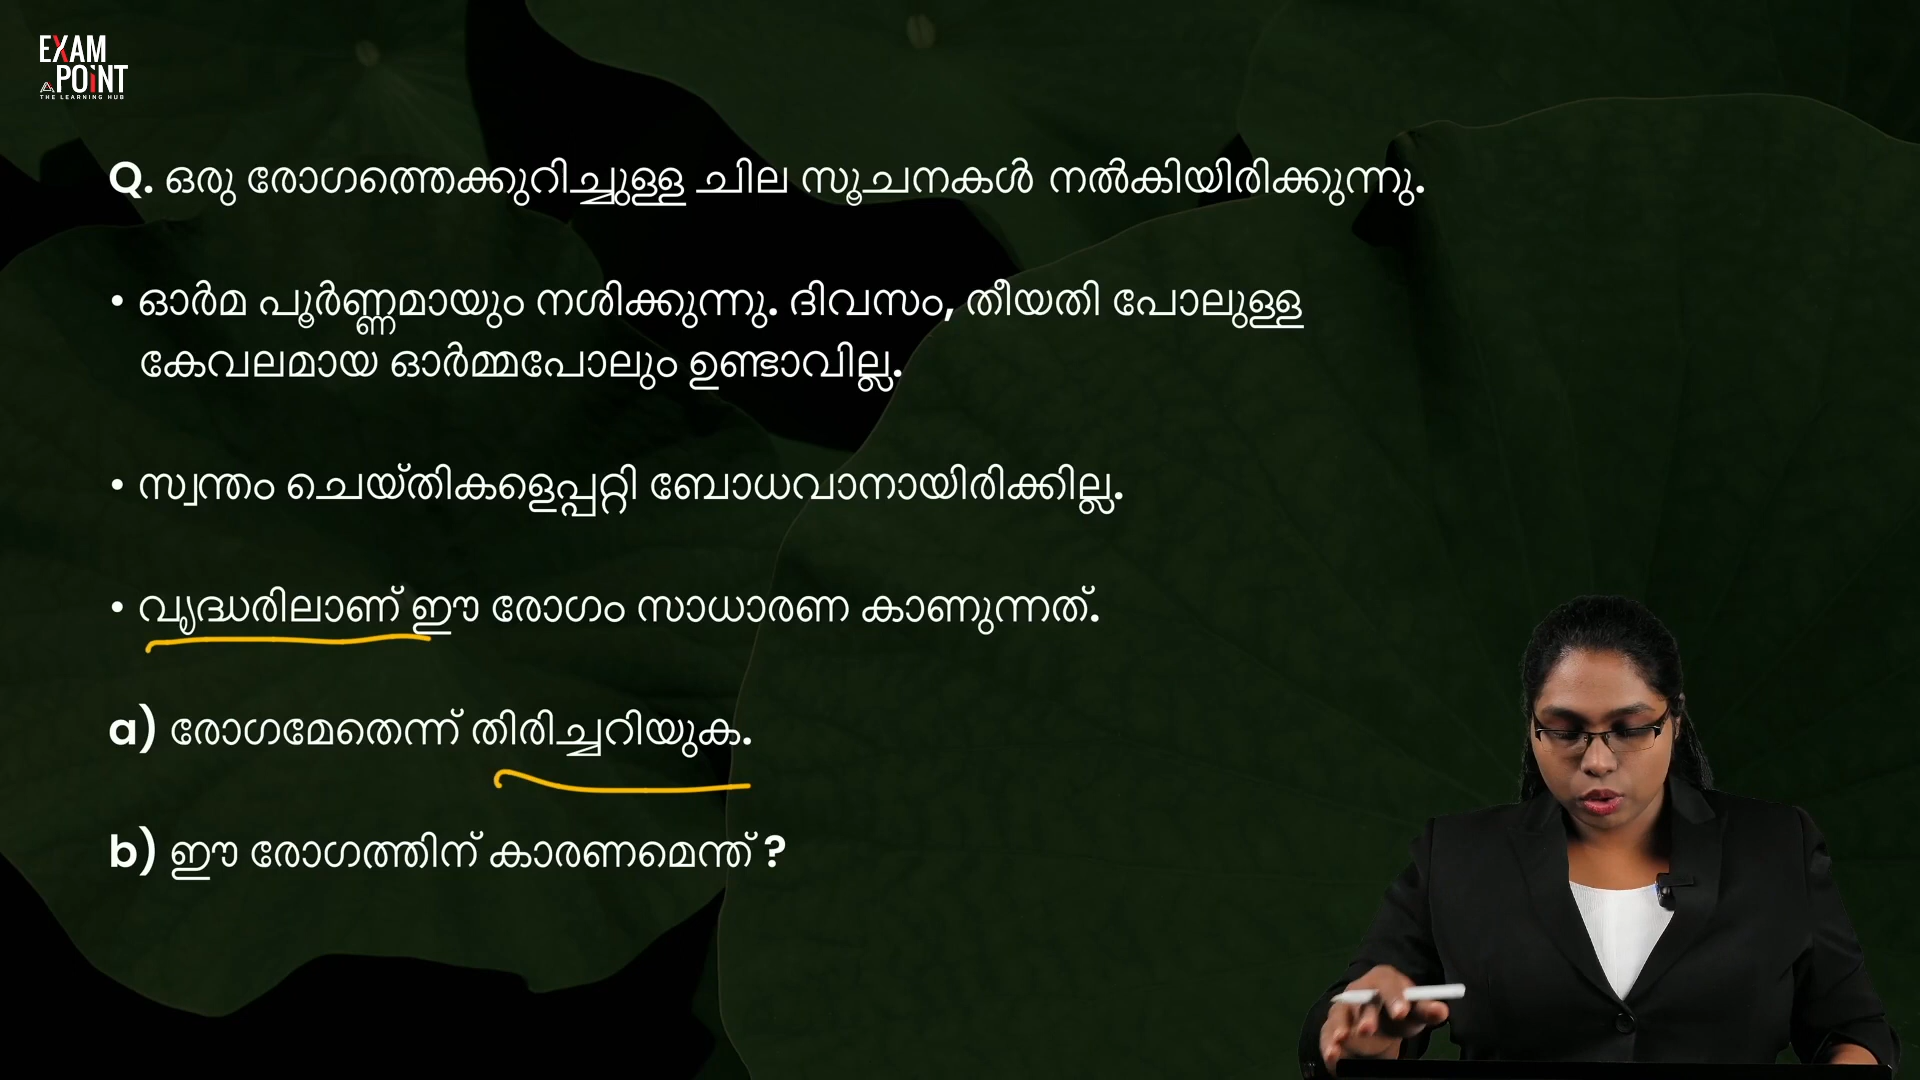 EXAM
POINT
THE LEARNING HUB
Q. ഒരു രോഗത്തെക്കുറിച്ചുള്ള ചില സൂചനകൾ നൽകിയിരിക്കുന്നു.
• ഓർമ പൂർണ്ണമായും നശിക്കുന്നു. ദിവസം, തീയതി പോലുള്ള
കേവലമായ ഓർമ്മപോലും ഉണ്ടാവില്ല.
• സ്വന്തം ചെയ്തികളെപ്പറ്റി ബോധവാനായിരിക്കില്ല.
• വൃദ്ധരിലാണ് ഈ രോഗം സാധാരണ കാണുന്നത്.
a) രോഗമേതെന്ന് തിരിച്ചറിയുക.
b) ഈ രോഗത്തിന് കാരണമെന്ത് ?